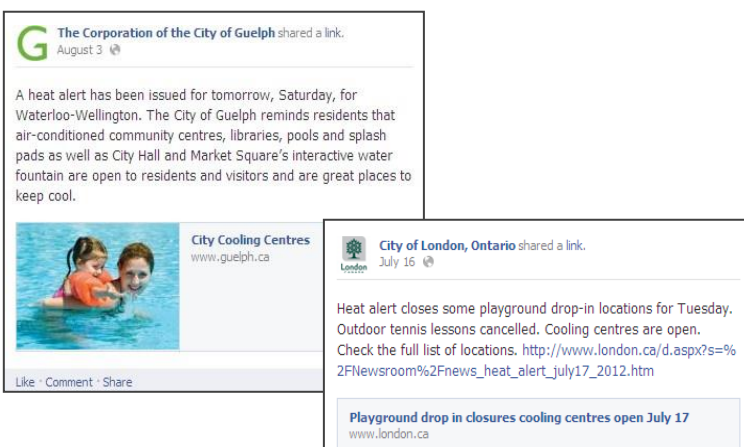 G
The Corporation of the City of Guelph shared a link.
August 3
A heat alert has been issued for tomorrow, Saturday, for
Waterloo-Wellington. The City of Guelph reminds residents that
air-conditioned community centres, libraries, pools and splash
pads as well as City Hall and Market Square's interactive water
fountain are open to residents and visitors and are great places to
keep cool.
City Cooling Centres
www.guelph.ca
Like · Comment · Share
London
City of London, Ontario shared a link.
July 16
Heat alert closes some playground drop-in locations for Tuesday.
Outdoor tennis lessons cancelled. Cooling centres are open.
Check the full list of locations. http://www.london.ca/d.aspx?s=%
2FNewsroom%2Fnews_heat_alert_july17_2012.htm
Playground drop in closures cooling centres open July 17
www.london.ca